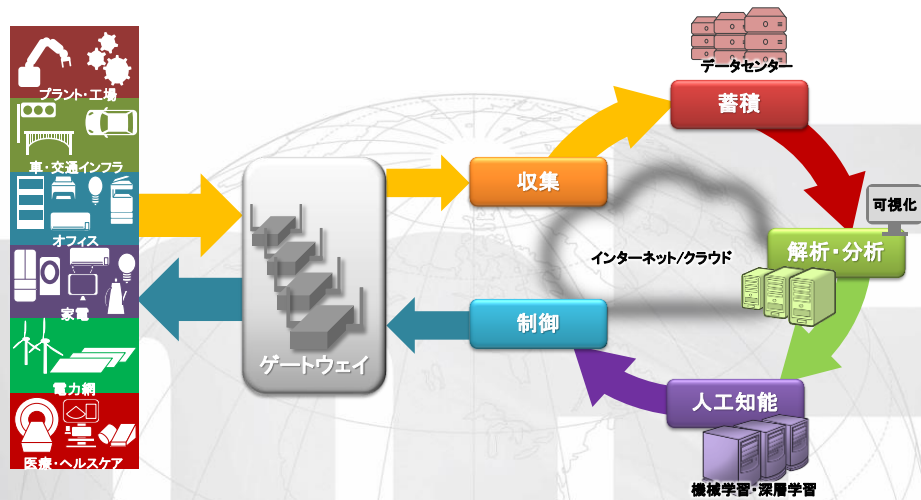 プラント・工場
車・交通インフラ
オフィス
家電
電力網
医療・ヘルスケア
ゲートウェイ
収集
データセンター
蓄積
可視化
解析・分析
インターネット/クラウド
制御
人工知能
機械学習・深層学習